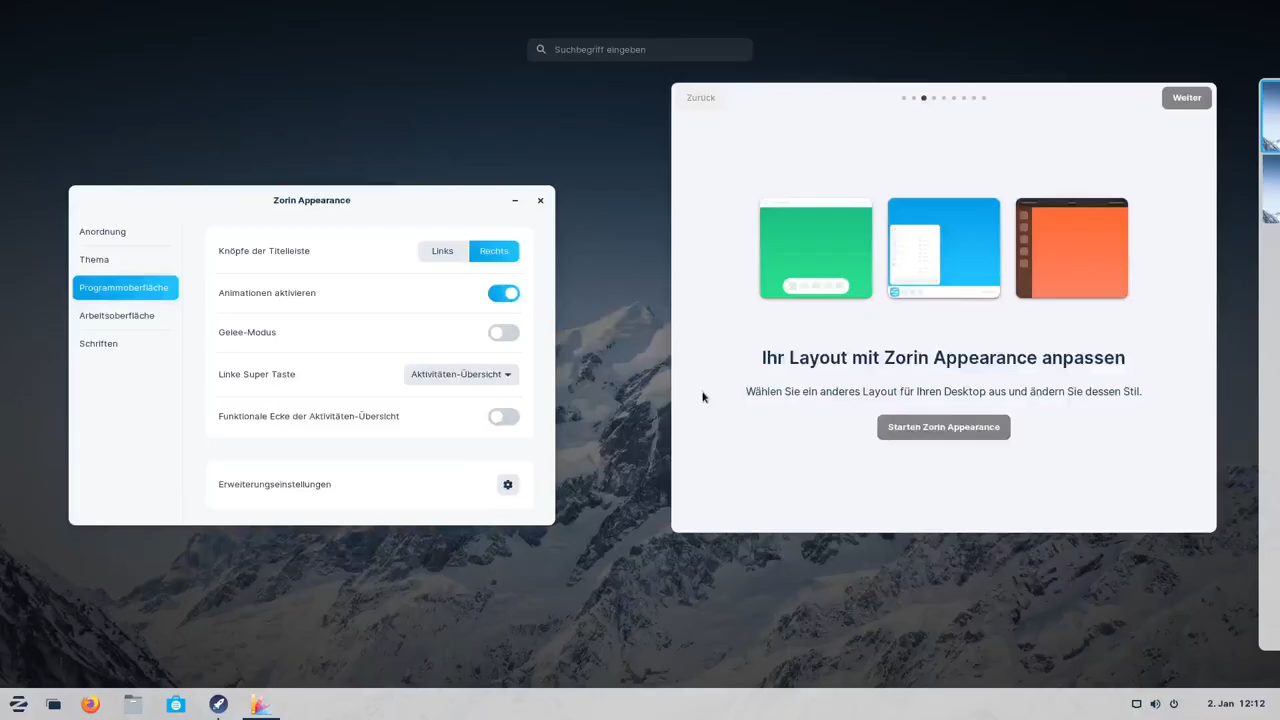 Suchbegriff eingeben
Zorin Appearance
Anordnung
Thema
Programmoberfläche
Arbeitsoberfläche
Schriften
Knöpfe der Titelleiste
Links
Rechts
Animationen aktivieren
Gelee-Modus
Linke Super Taste
Aktivitäten-Übersicht
Funktionale Ecke der Aktivitäten-Übersicht
Erweiterungseinstellungen
Zurück
Weiter
Ihr Layout mit Zorin Appearance anpassen
Wählen Sie ein anderes Layout für Ihren Desktop aus und ändern Sie dessen Stil.
Starten Zorin Appearance
2. Jan 12:12